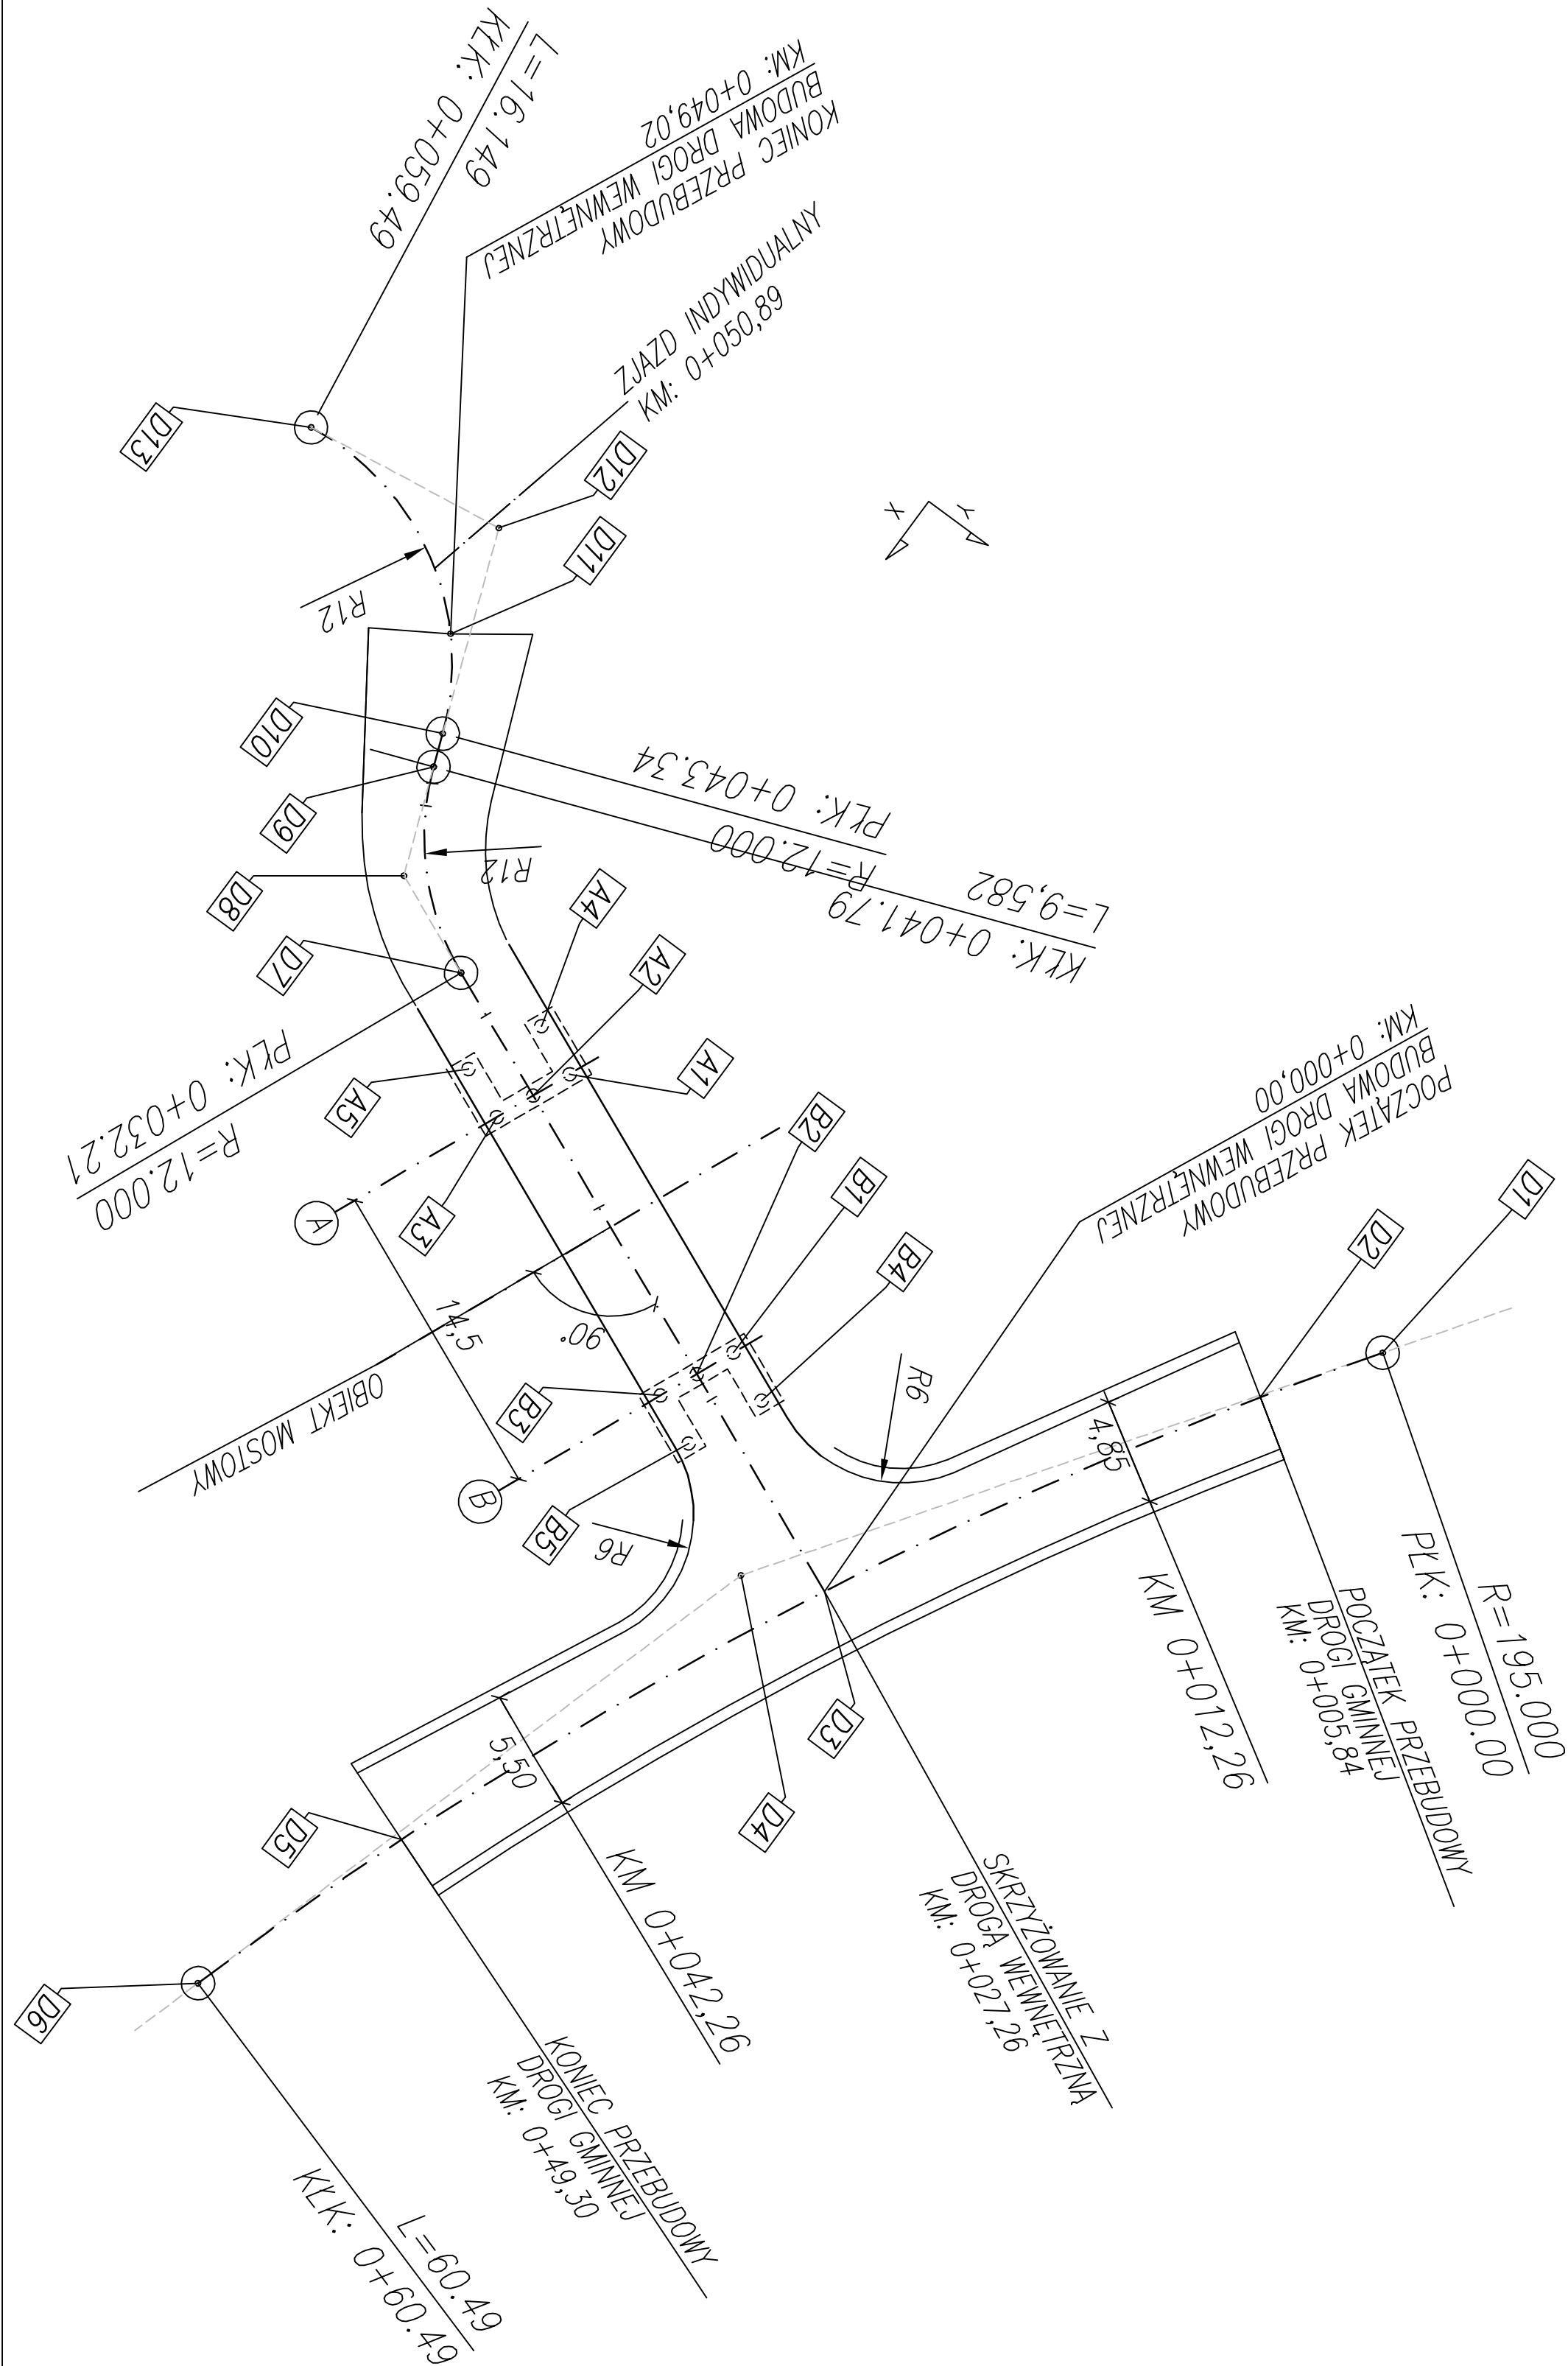 KŁK: 0+059.49
L=16.149
KONIEC PRZEBUDOWY
BUDOWA DROGI WEWNĘTRZNEJ
KM: 0+049,02
ZJAZD INDYWIDUALNY
KM: 0+050,89
D13
D12
D11
X
Y
R12
D10
D9
D8
D7
PŁK: 0+043.34
R=12.000
KŁK: 0+041.79
L=9,582
R12
A4
A2
A1
A5
A3
PŁK: 0+032.21
R=12.000
A
B2
B1
B4
POCZĄTEK PRZEBUDOWY
BUDOWA DROGI WEWNĘTRZNEJ
KM: 0+000,00
D1
D2
14,5
90°
OBIEKT MOSTOWY
B3
B
B5
R6
R6
4,85
R=195.000
PŁK: 0+000.00
POCZĄTEK PRZEBUDOWY
DROGI GMINNEJ
KM: 0+005,84
KM 0+012,26
D3
D4
SKRZYŻOWANIE Z
DROGĄ WEWNĘTRZNĄ
KM: 0+027,26
5,50
KM 0+042,26
D5
D6
KONIEC PRZEBUDOWY
DROGI GMINNEJ
KM: 0+49,30
L=60.49
KŁK: 0+60.49